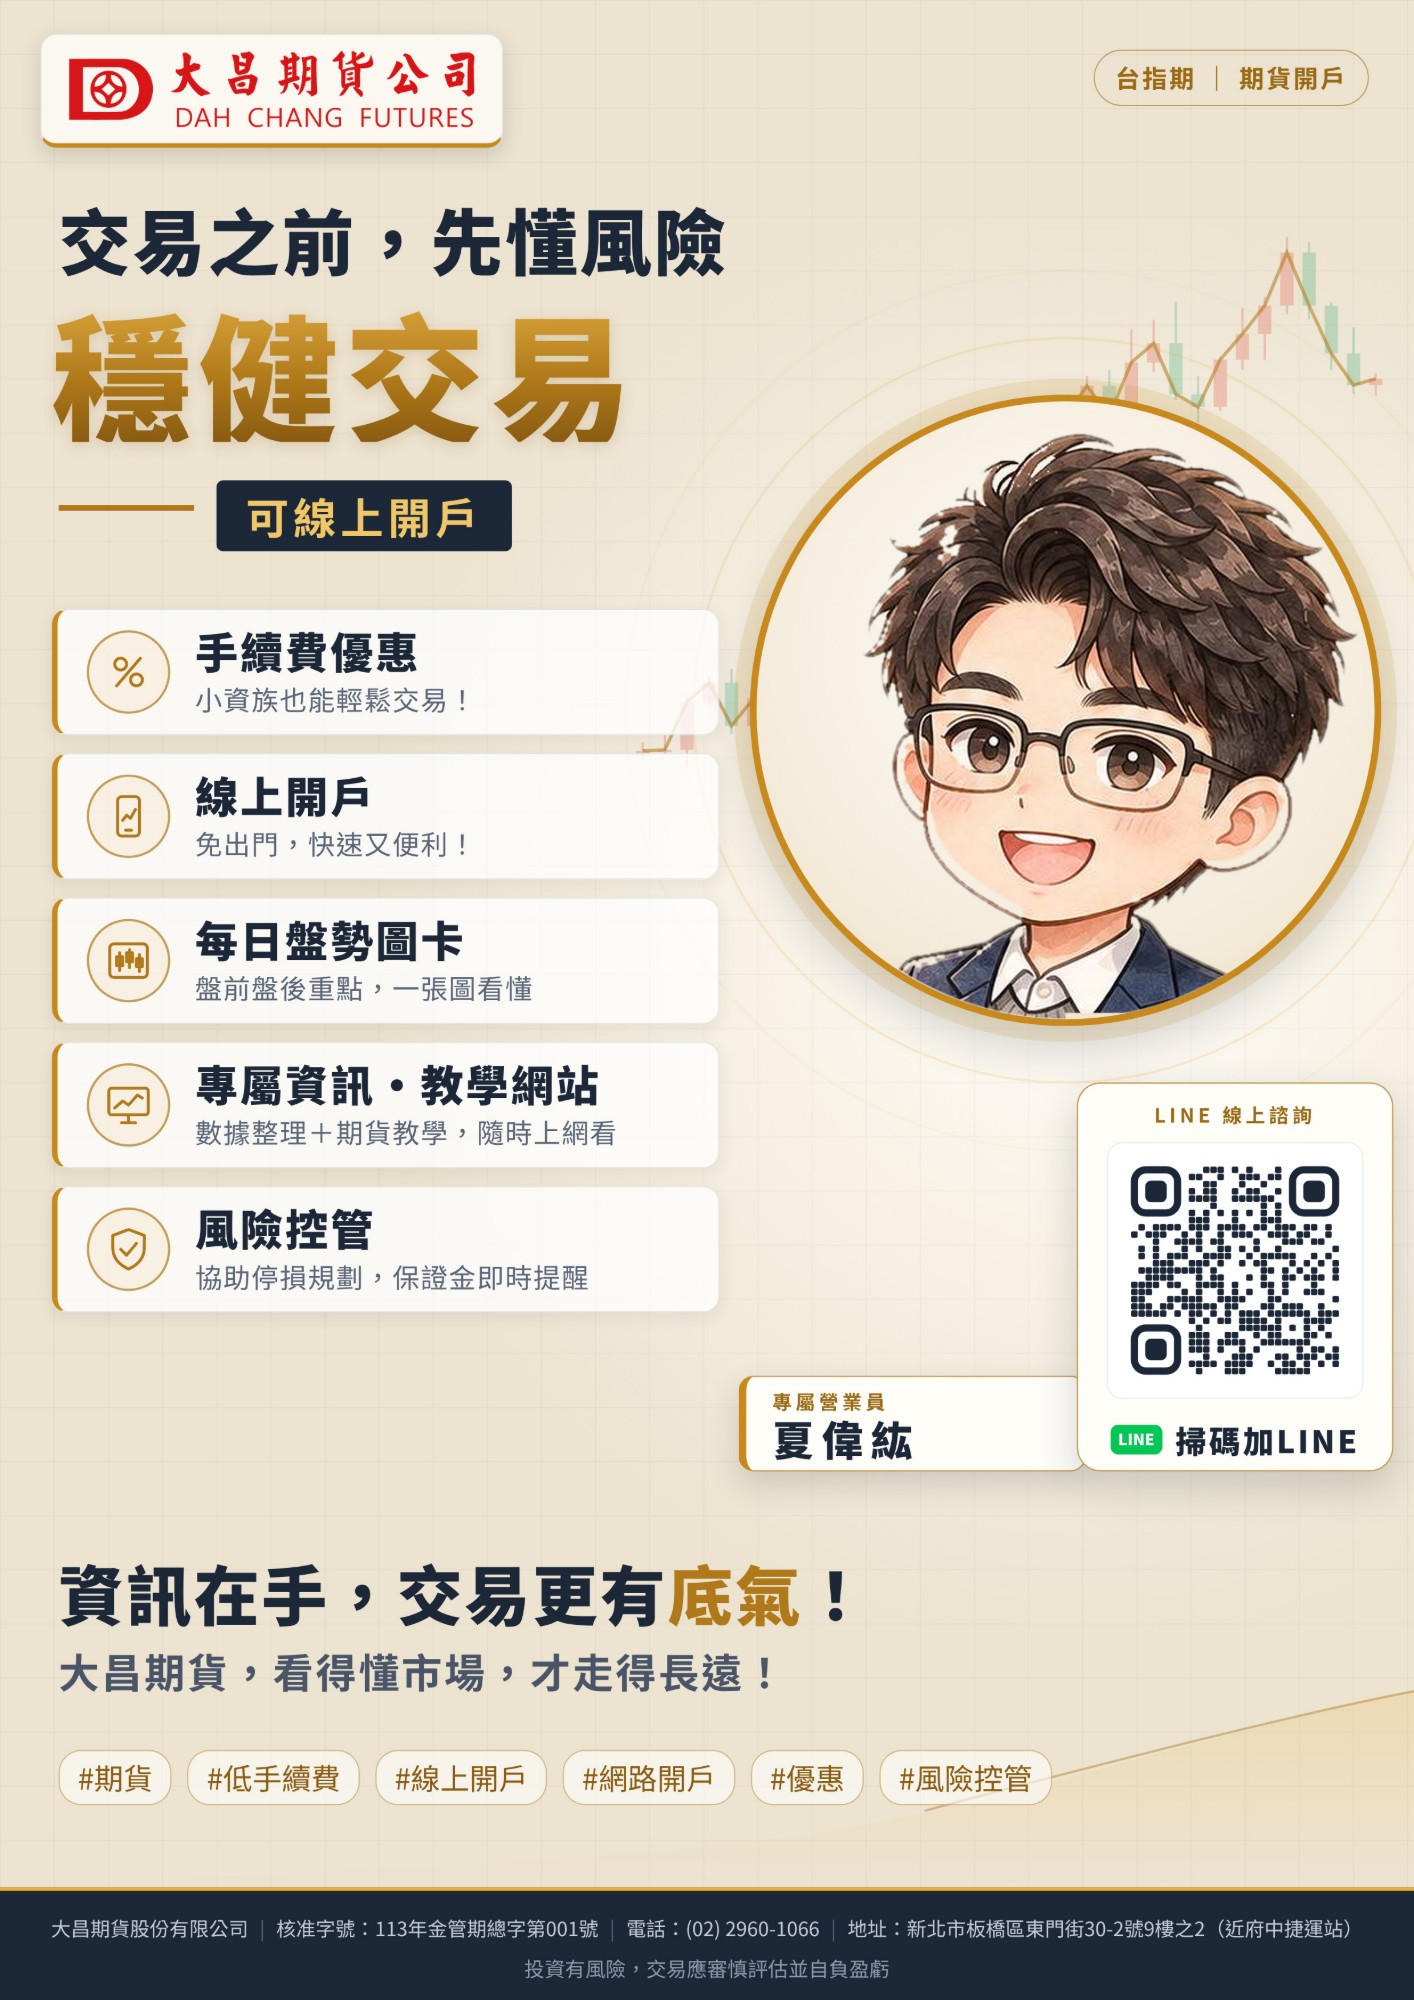 大昌期貨公司
DAH CHANG FUTURES
台指期｜期貨開戶
交易之前，先懂風險
穩健交易
可線上開戶
手續費優惠
小資族也能輕鬆交易！
線上開戶
免出門，快速又便利！
每日盤勢圖卡
盤前盤後重點，一張圖看懂
專屬資訊・教學網站
數據整理＋期貨教學，隨時上網看
風險控管
協助停損規劃，保證金即時提醒
LINE 線上諮詢
專屬營業員
夏偉紘
LINE 掃碼加LINE
資訊在手，交易更有底氣！
大昌期貨，看得懂市場，才走得長遠！
#期貨 #低手續費 #線上開戶 #網路開戶 #優惠 #風險控管
大昌期貨股份有限公司｜核准字號：113年金管期總字第001號｜電話：(02) 2960-1066｜地址：新北市板橋區東門街30-2號9樓之2（近府中捷運站）
投資有風險，交易應審慎評估並自負盈虧